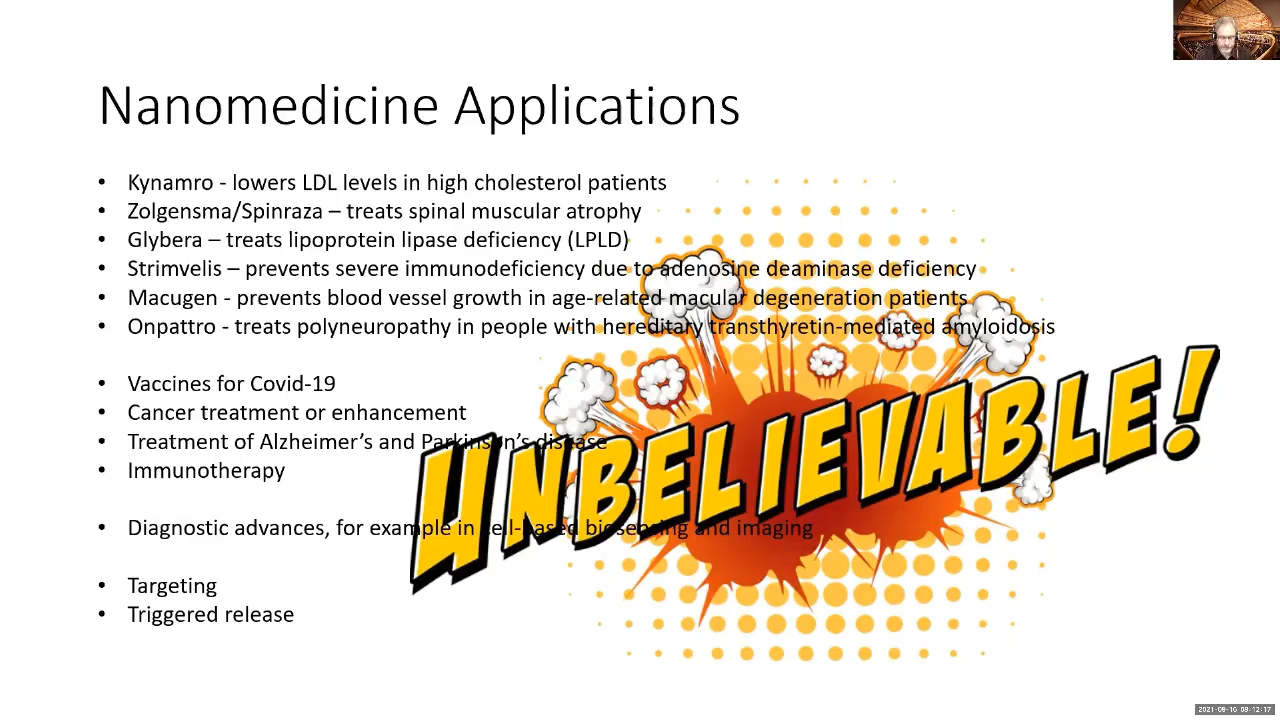 Nanomedicine Applications
• Kynamro - lowers LDL levels in high cholesterol patients
• Zolgensma/Spinraza – treats spinal muscular atrophy
• Glybera – treats lipoprotein lipase deficiency (LPLD)
• Strimvelis – prevents severe immunodeficiency due to adenosine deaminase deficiency
• Macugen - prevents blood vessel growth in age-related macular degeneration patients
• Onpattro - treats polyneuropathy in people with hereditary transthyretin-mediated amyloidosis
• Vaccines for Covid-19
• Cancer treatment or enhancement
• Treatment of Alzheimer’s and Parkinson’s disease
• Immunotherapy
UNBELIEVABLE!
• Diagnostic advances, for example in cell-based biosensing and imaging
• Targeting
• Triggered release
2021-09-16 09:12:17